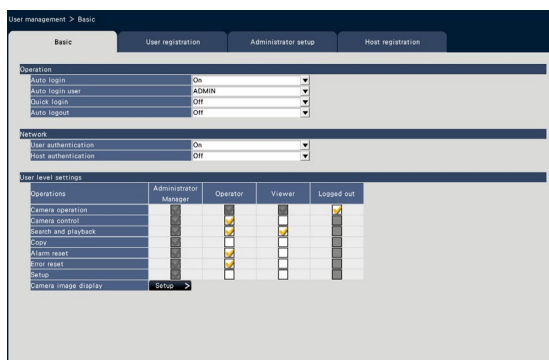 User management > Basic
Basic User registration Administrator setup Host registration
Operation
Auto login On
Auto login user ADMIN
Quick login Off
Auto logout Off
Network
User authentication On
Host authentication Off
User level settings
Operations Administrator Manager Operator Viewer Logged out
Camera operation
Camera control
Search and playback
Copy
Alarm reset
Error reset
Setup
Camera image display Setup >